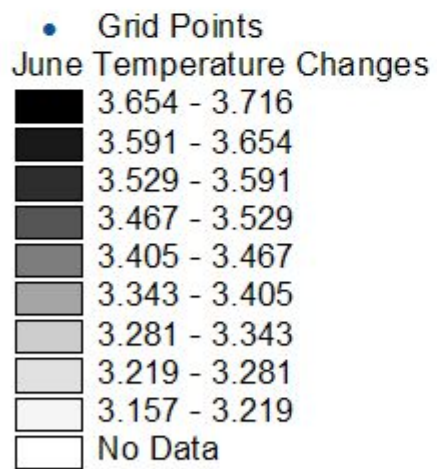 Grid Points
June Temperature Changes
3.654 - 3.716
3.591 - 3.654
3.529 - 3.591
3.467 - 3.529
3.405 - 3.467
3.343 - 3.405
3.281 - 3.343
3.219 - 3.281
3.157 - 3.219
No Data